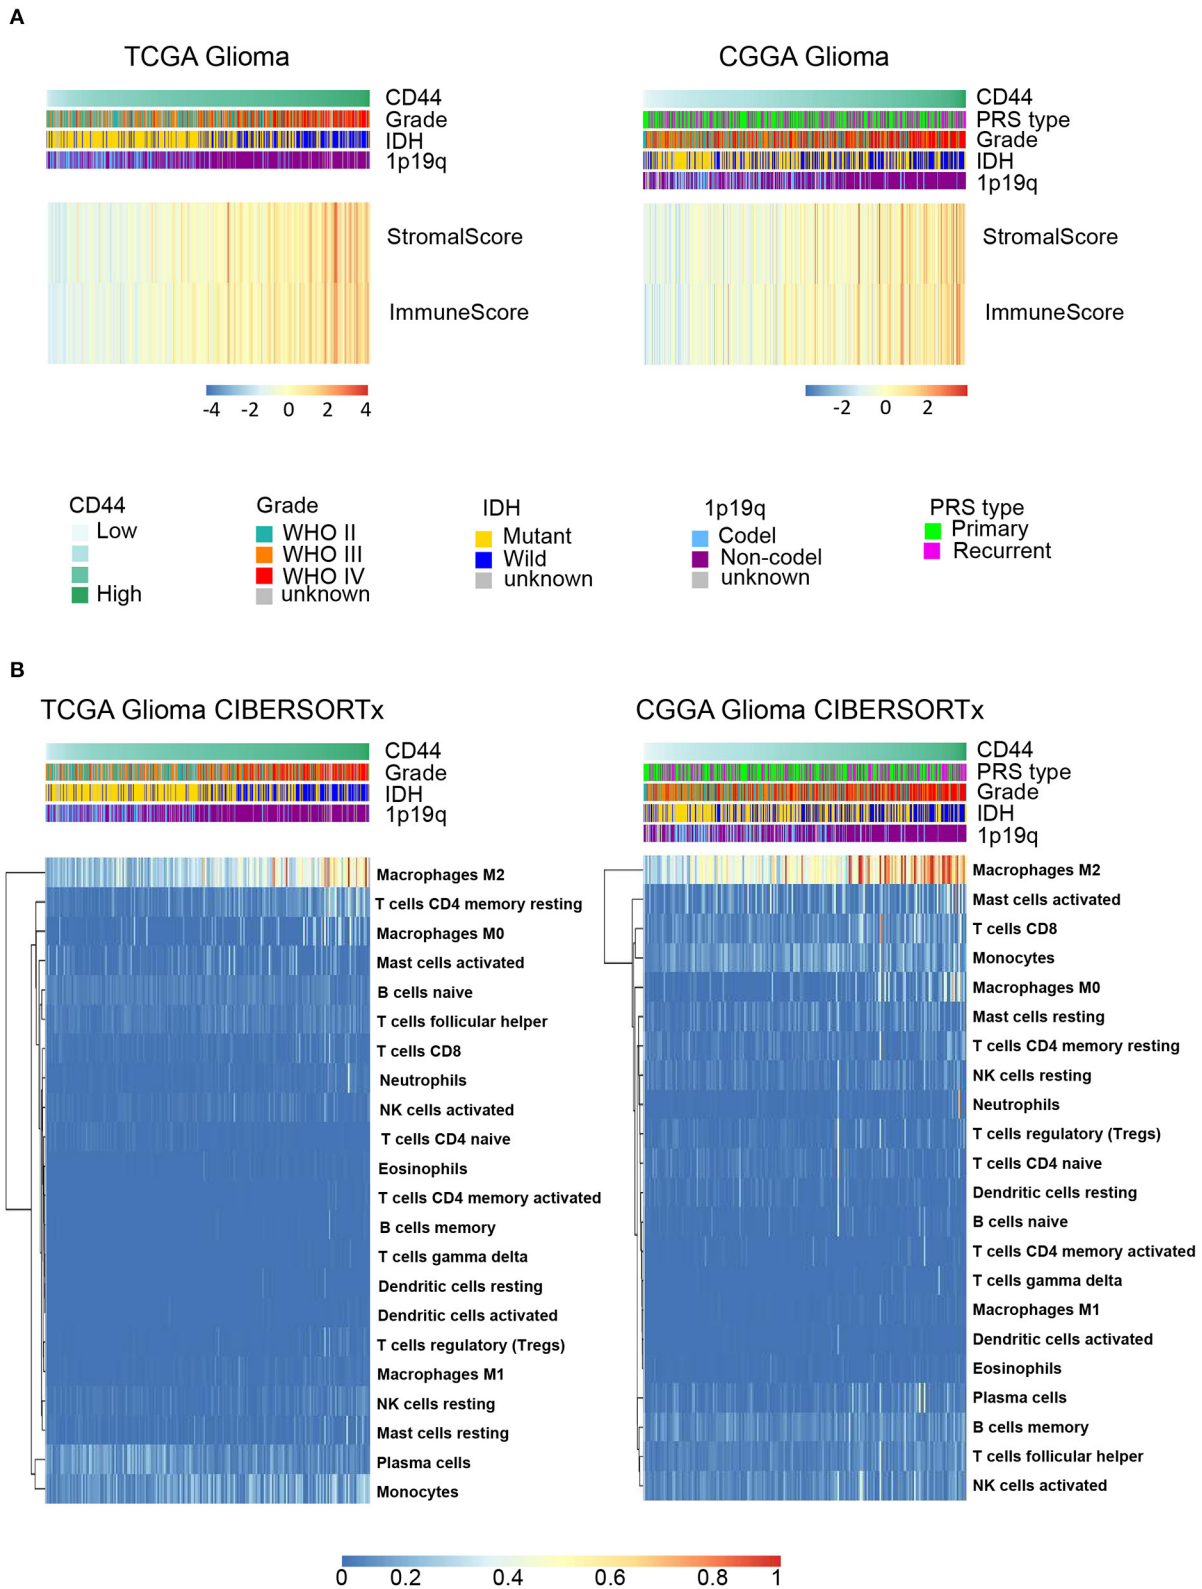 A
TCGA Glioma
CD44
Grade
IDH
1p19q
StromalScore
ImmuneScore
-4 -2 0 2 4
CGGA Glioma
CD44
PRS type
Grade
IDH
1p19q
StromalScore
ImmuneScore
-2 0 2
CD44
Low
High
Grade
WHO II
WHO III
WHO IV
unknown
IDH
Mutant
Wild
unknown
1p19q
Codel
Non-codel
unknown
PRS type
Primary
Recurrent
B
TCGA Glioma CIBERSORTx
CD44
Grade
IDH
1p19q
Macrophages M2
T cells CD4 memory resting
Macrophages M0
Mast cells activated
B cells naive
T cells follicular helper
T cells CD8
Neutrophils
NK cells activated
T cells CD4 naive
Eosinophils
T cells CD4 memory activated
B cells memory
T cells gamma delta
Dendritic cells resting
Dendritic cells activated
T cells regulatory (Tregs)
Macrophages M1
NK cells resting
Mast cells resting
Plasma cells
Monocytes
CGGA Glioma CIBERSORTx
CD44
PRS type
Grade
IDH
1p19q
Macrophages M2
Mast cells activated
T cells CD8
Monocytes
Macrophages M0
Mast cells resting
T cells CD4 memory resting
NK cells resting
Neutrophils
T cells regulatory (Tregs)
T cells CD4 naive
Dendritic cells resting
B cells naive
T cells CD4 memory activated
T cells gamma delta
Macrophages M1
Dendritic cells activated
Eosinophils
Plasma cells
B cells memory
T cells follicular helper
NK cells activated
0 0.2 0.4 0.6 0.8 1